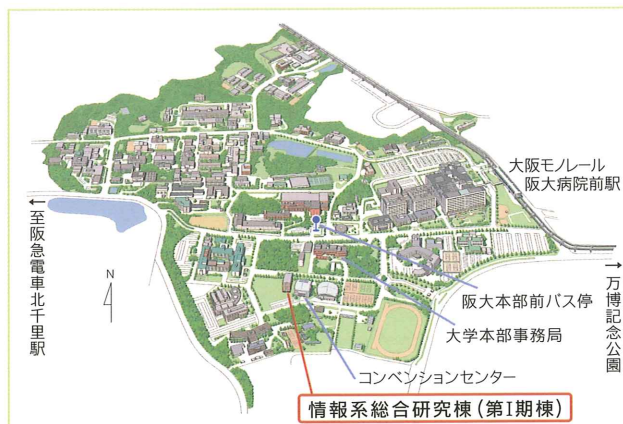 大阪モノレール
阪大病院前駅
←至阪急電車北千里駅
N
→万博記念公園
阪大本部前バス停
大学本部事務局
コンベンションセンター
情報系総合研究棟(第Ⅰ期棟)